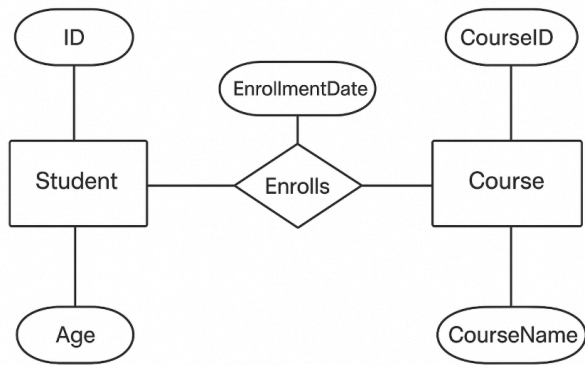 ID
CourseID
EnrollmentDate
Student
Enrolls
Course
Age
CourseName